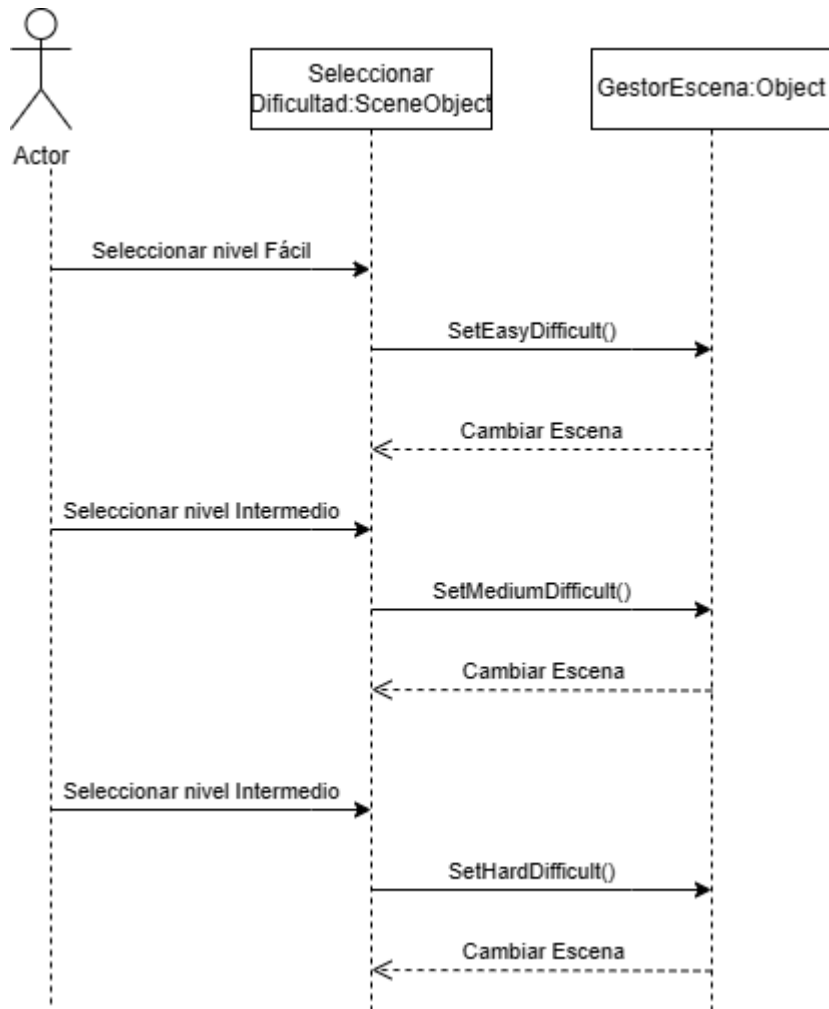 Seleccionar
Dificultad:SceneObject
GestorEscena:Object
Actor
Seleccionar nivel Fácil
SetEasyDifficult()
Cambiar Escena
Seleccionar nivel Intermedio
SetMediumDifficult()
Cambiar Escena
Seleccionar nivel Intermedio
SetHardDifficult()
Cambiar Escena